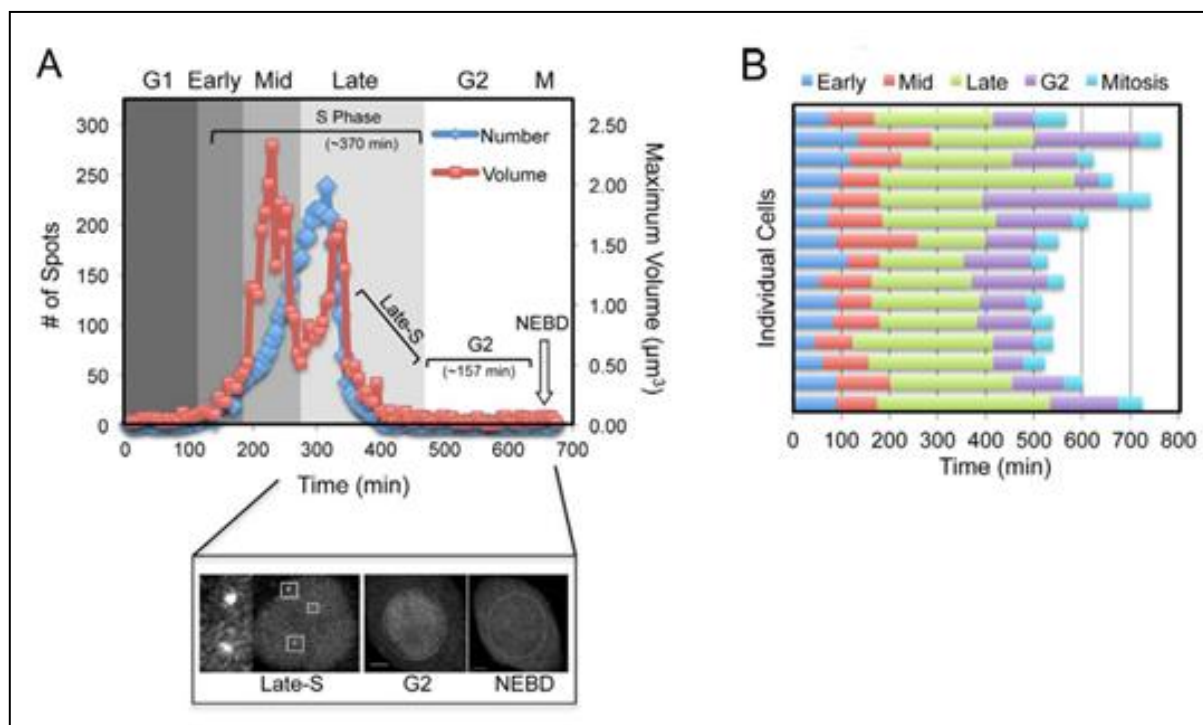 A
G1 Early Mid Late G2 M
S Phase
(~370 min)
Number
Volume
Late-S
G2
(~157 min)
NEBD
# of Spots
300
250
200
150
100
50
0
2.50
2.00
1.50
1.00
0.50
0.00
Maximum Volume (µm³)
0 100 200 300 400 500 600 700
Time (min)
Late-S G2 NEBD
B
Early Mid Late G2 Mitosis
Individual Cells
0 100 200 300 400 500 600 700 800
Time (min)